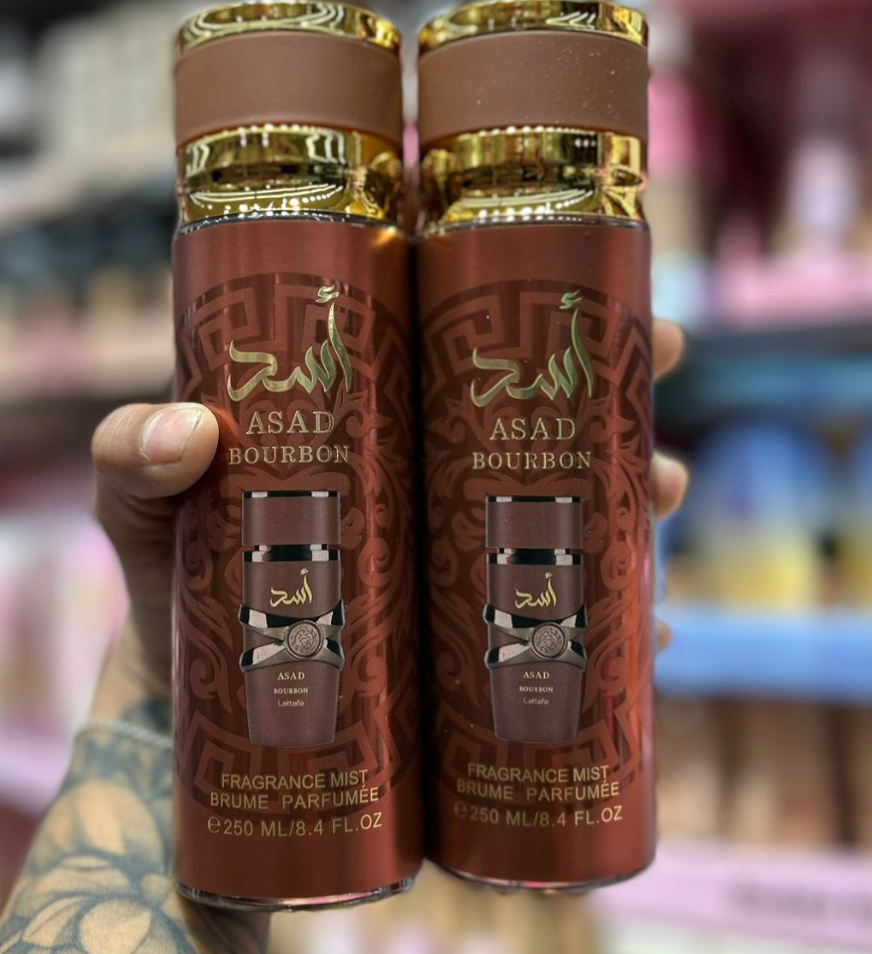 أسد
ASAD
BOURBON
أسد
ASAD
BOURBON
Lattafa
FRAGRANCE MIST
BRUME PARFUMÉE
℮250 ML/8.4 FL.OZ
أسد
ASAD
BOURBON
أسد
ASAD
BOURBON
Lattafa
FRAGRANCE MIST
BRUME PARFUMÉE
℮250 ML/8.4 FL.OZ